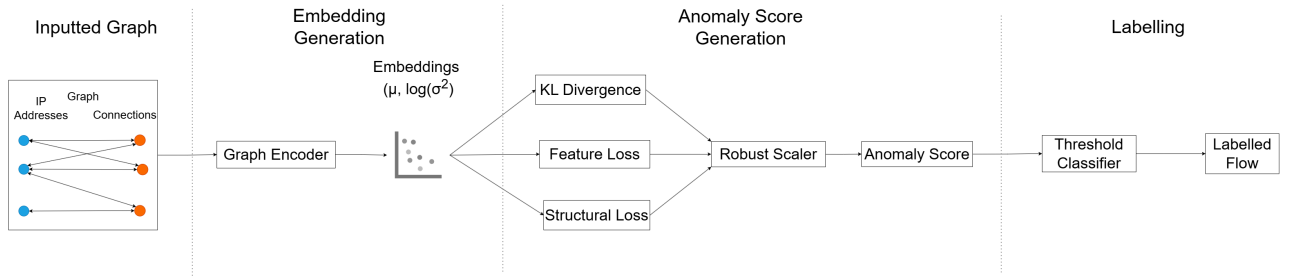 Inputted Graph
Embedding
Generation
Anomaly Score
Generation
Labelling
IP
Addresses
Graph
Connections
Graph Encoder
Embeddings
(μ, log(σ²)
KL Divergence
Feature Loss
Structural Loss
Robust Scaler
Anomaly Score
Threshold
Classifier
Labelled
Flow